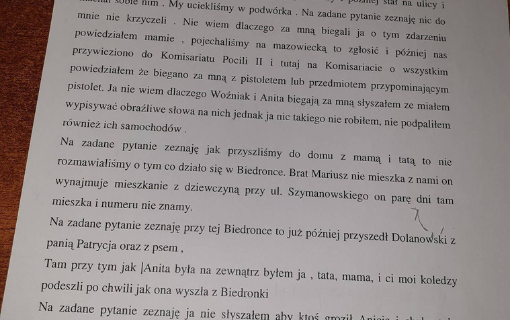 sobie nim . My uciekliśmy w podwórka . Na zadane pytanie zeznaję nic do
mnie nie krzyczeli . Nie wiem dlaczego za mną biegali ja o tym zdarzeniu
powiedziałem mamie , pojechaliśmy na mazowiecką to zgłosić i później nas
przywieziono do Komisariatu Pocili II i tutaj na Komisariacie o wszystkim
powiedziałem że biegano za mną z pistoletem lub przedmiotem przypominającym
pistolet. Ja nie wiem dlaczego Woźniak i Anita biegają za mną słyszałem że miałem
wypisywać obraźliwe słowa na nich jednak ja nic takiego nie robiłem, nie podpaliłem
również ich samochodów .
Na zadane pytanie zeznaję jak przyszliśmy do domu z mamą i tatą to nie
rozmawialiśmy o tym co działo się w Biedronce. Brat Mariusz nie mieszka z nami on
wynajmuje mieszkanie z dziewczyną przy ul. Szymanowskiego on parę dni tam
mieszka i numeru nie znamy.
Na zadane pytanie zeznaję przy tej Biedronce to już później przyszedł Dolanowski z
panią Patrycja oraz z psem ,
Tam przy tym jak |Anita była na zewnątrz byłem ja , tata, mama, i ci moi koledzy
podeszli po chwili jak ona wyszła z Biedronki
Na zadane pytanie zeznaję ja nie słyszałem aby ktoś groził